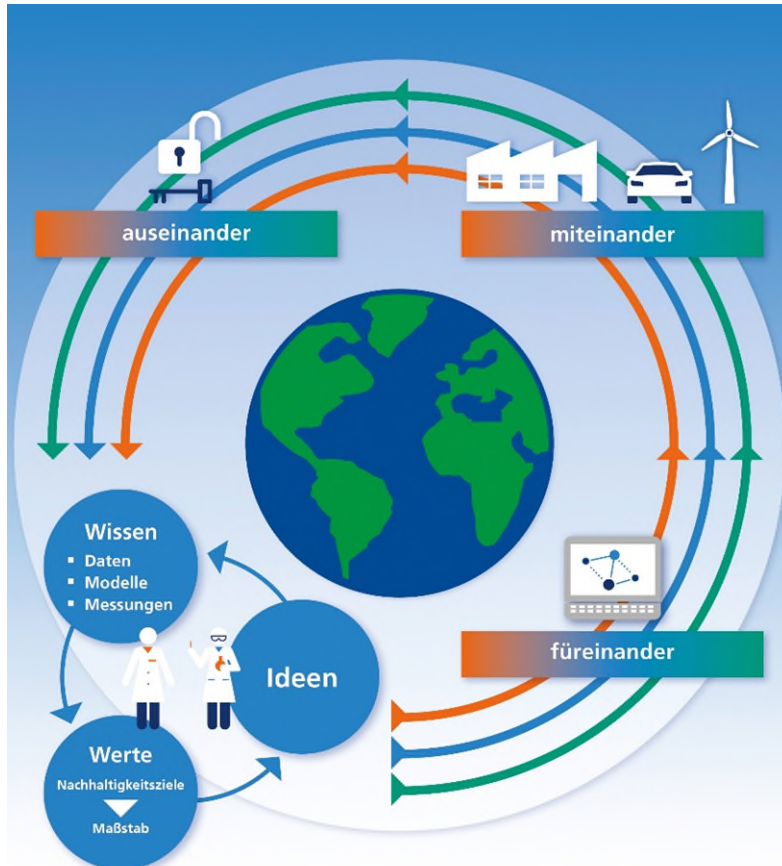 auseinander
miteinander
Wissen
▪ Daten
▪ Modelle
▪ Messungen
füreinander
Ideen
Werte
Nachhaltigkeitsziele
Maßstab